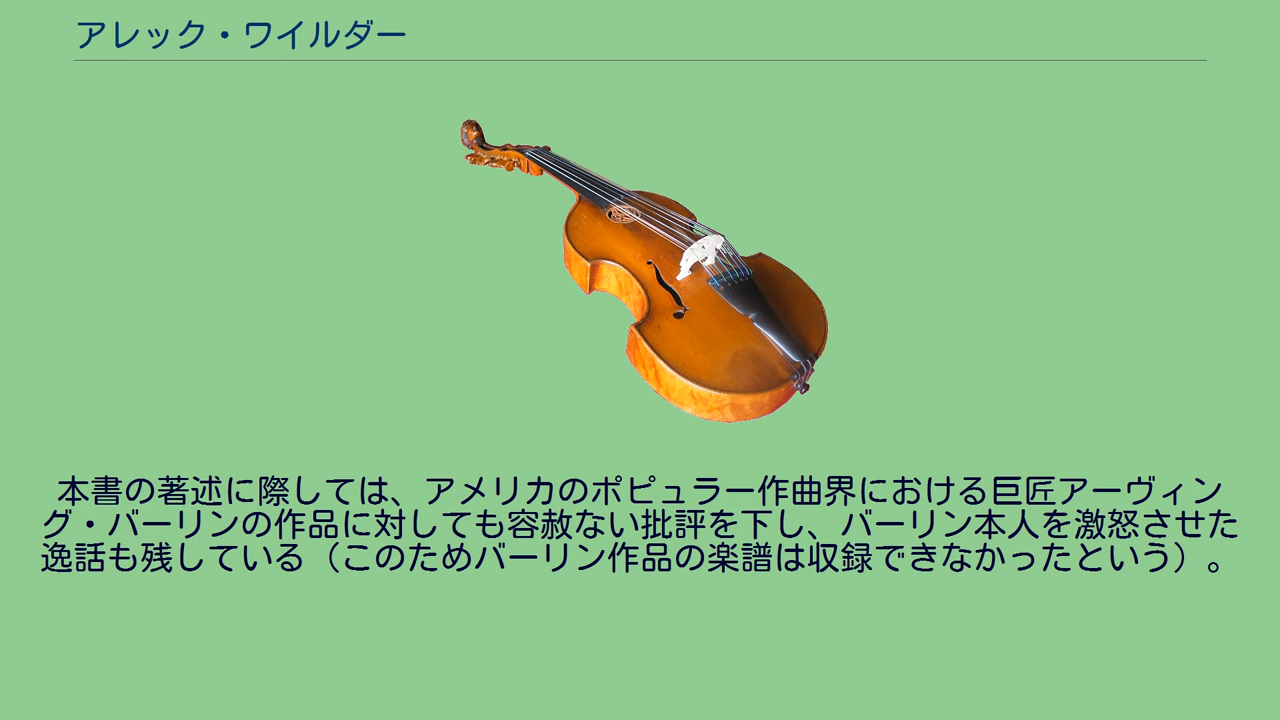 アレック・ワイルダー
本書の著述に際しては、アメリカのポピュラー作曲界における巨匠アーヴィン
グ・バーリンの作品に対しても容赦ない批評を下し、バーリン本人を激怒させた
逸話も残している（このためバーリン作品の楽譜は収録できなかったという）。